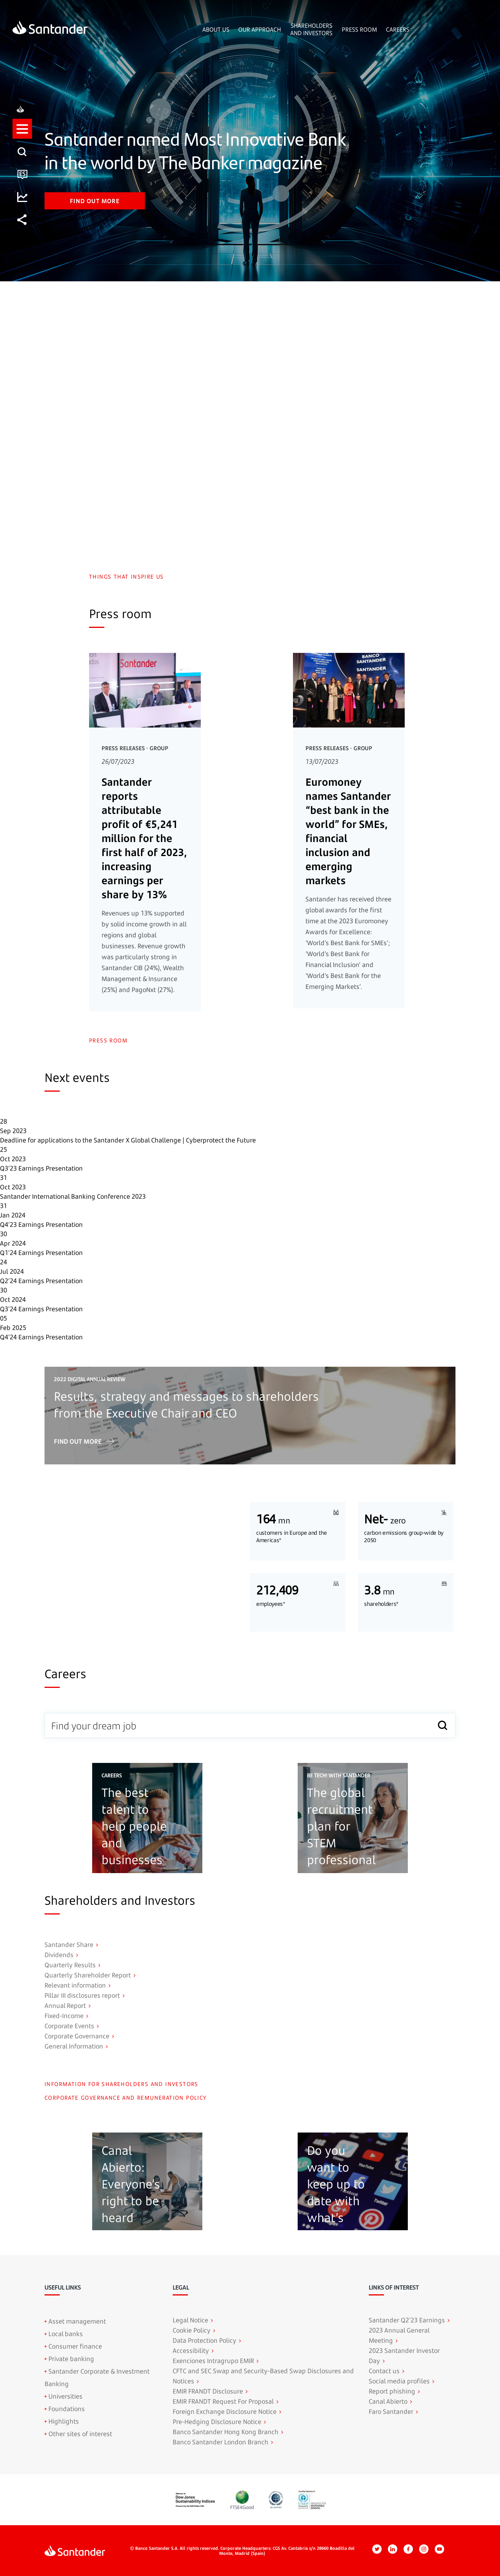 Santander
ABOUT US
OUR APPROACH
SHAREHOLDERS
AND INVESTORS
PRESS ROOM
CAREERS
ES
Santander named Most Innovative Bank
in the world by The Banker magazine
FIND OUT MORE
THINGS THAT INSPIRE US
Press room
Santander
BANCO
SANTANDER
PRESS RELEASES · GROUP
26/07/2023
Santander
reports
attributable
profit of €5,241
million for the
first half of 2023,
increasing
earnings per
share by 13%
Revenues up 13% supported
by solid income growth in all
regions and global
businesses. Revenue growth
was particularly strong in
Santander CIB (24%), Wealth
Management & Insurance
(25%) and PagoNxt (27%).
PRESS RELEASES · GROUP
13/07/2023
Euromoney
names Santander
“best bank in the
world” for SMEs,
financial
inclusion and
emerging
markets
Santander has received three
global awards for the first
time at the 2023 Euromoney
Awards for Excellence:
‘World’s Best Bank for SMEs’;
‘World’s Best Bank for
Financial Inclusion’ and
‘World’s Best Bank for the
Emerging Markets’.
PRESS ROOM
Next events
28
Sep 2023
Deadline for applications to the Santander X Global Challenge | Cyberprotect the Future
25
Oct 2023
Q3'23 Earnings Presentation
31
Oct 2023
Santander International Banking Conference 2023
31
Jan 2024
Q4'23 Earnings Presentation
30
Apr 2024
Q1'24 Earnings Presentation
24
Jul 2024
Q2'24 Earnings Presentation
30
Oct 2024
Q3'24 Earnings Presentation
05
Feb 2025
Q4'24 Earnings Presentation
2022 DIGITAL ANNUAL REVIEW
Results, strategy and messages to shareholders
from the Executive Chair and CEO
FIND OUT MORE
164 mn
customers in Europe and the
Americas*
Net- zero
carbon emissions group-wide by
2050
212,409
employees*
3.8 mn
shareholders*
Careers
Find your dream job
CAREERS
The best
talent to
help people
and
businesses
BE TECH! WITH SANTANDER
The global
recruitment
plan for
STEM
professional
Shareholders and Investors
Santander Share ›
Dividends ›
Quarterly Results ›
Quarterly Shareholder Report ›
Relevant information ›
Pillar III disclosures report ›
Annual Report ›
Fixed-Income ›
Corporate Events ›
Corporate Governance ›
General Information ›
INFORMATION FOR SHAREHOLDERS AND INVESTORS
CORPORATE GOVERNANCE AND REMUNERATION POLICY
Canal
Abierto:
Everyone's
right to be
heard
Do you
want to
keep up to
date with
what's
USEFUL LINKS
+ Asset management
+ Local banks
+ Consumer finance
+ Private banking
+ Santander Corporate & Investment
Banking
+ Universities
+ Foundations
+ Highlights
+ Other sites of interest
LEGAL
Legal Notice ›
Cookie Policy ›
Data Protection Policy ›
Accessibility ›
Exenciones Intragrupo EMIR ›
CFTC and SEC Swap and Security-Based Swap Disclosures and
Notices ›
EMIR FRANDT Disclosure ›
EMIR FRANDT Request For Proposal ›
Foreign Exchange Disclosure Notice ›
Pre-Hedging Disclosure Notice ›
Banco Santander Hong Kong Branch ›
Banco Santander London Branch ›
LINKS OF INTEREST
Santander Q2'23 Earnings ›
2023 Annual General
Meeting ›
2023 Santander Investor
Day ›
Contact us ›
Social media profiles ›
Report phishing ›
Canal Abierto ›
Faro Santander ›
Dow Jones
Sustainability Indices
FTSE4Good
Santander
© Banco Santander S.A. All rights reserved. Corporate Headquarters: CGS Av. Cantabria s/n 28660 Boadilla del
Monte, Madrid (Spain)